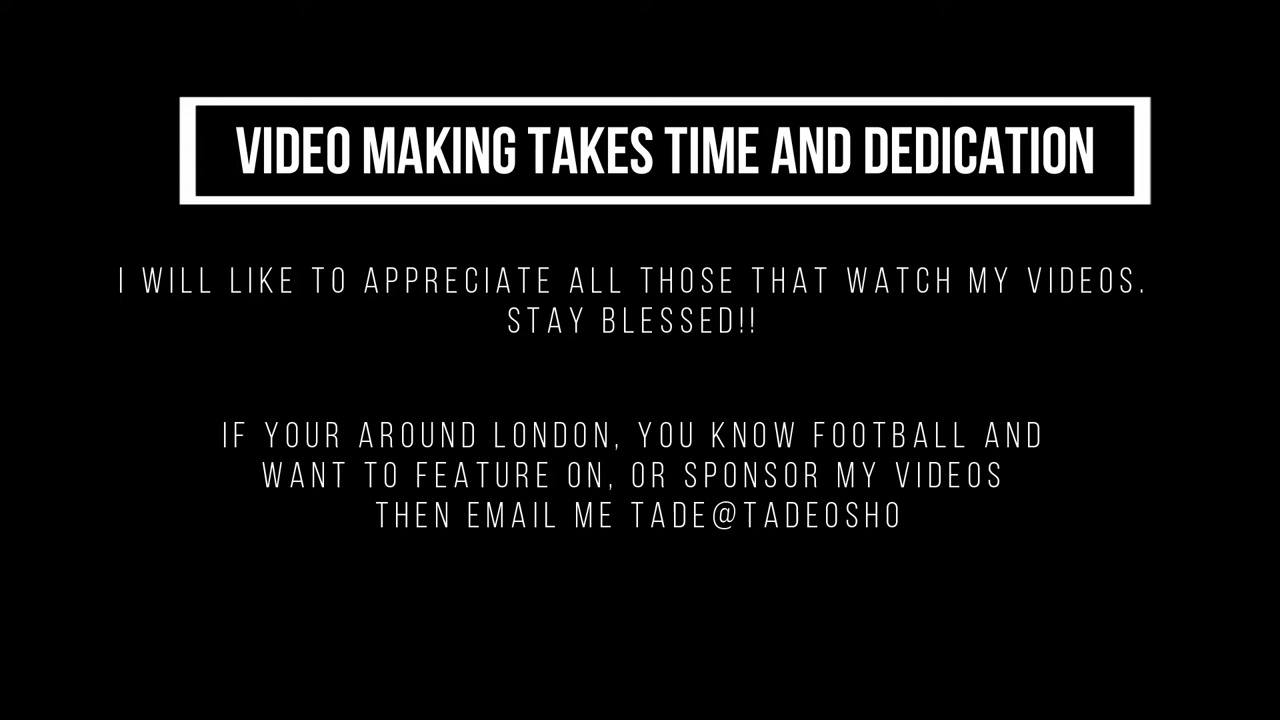 VIDEO MAKING TAKES TIME AND DEDICATION
I WILL LIKE TO APPRECIATE ALL THOSE THAT WATCH MY VIDEOS.
STAY BLESSED!!
IF YOUR AROUND LONDON, YOU KNOW FOOTBALL AND
WANT TO FEATURE ON, OR SPONSOR MY VIDEOS
THEN EMAIL ME TADE@TADEOSHO